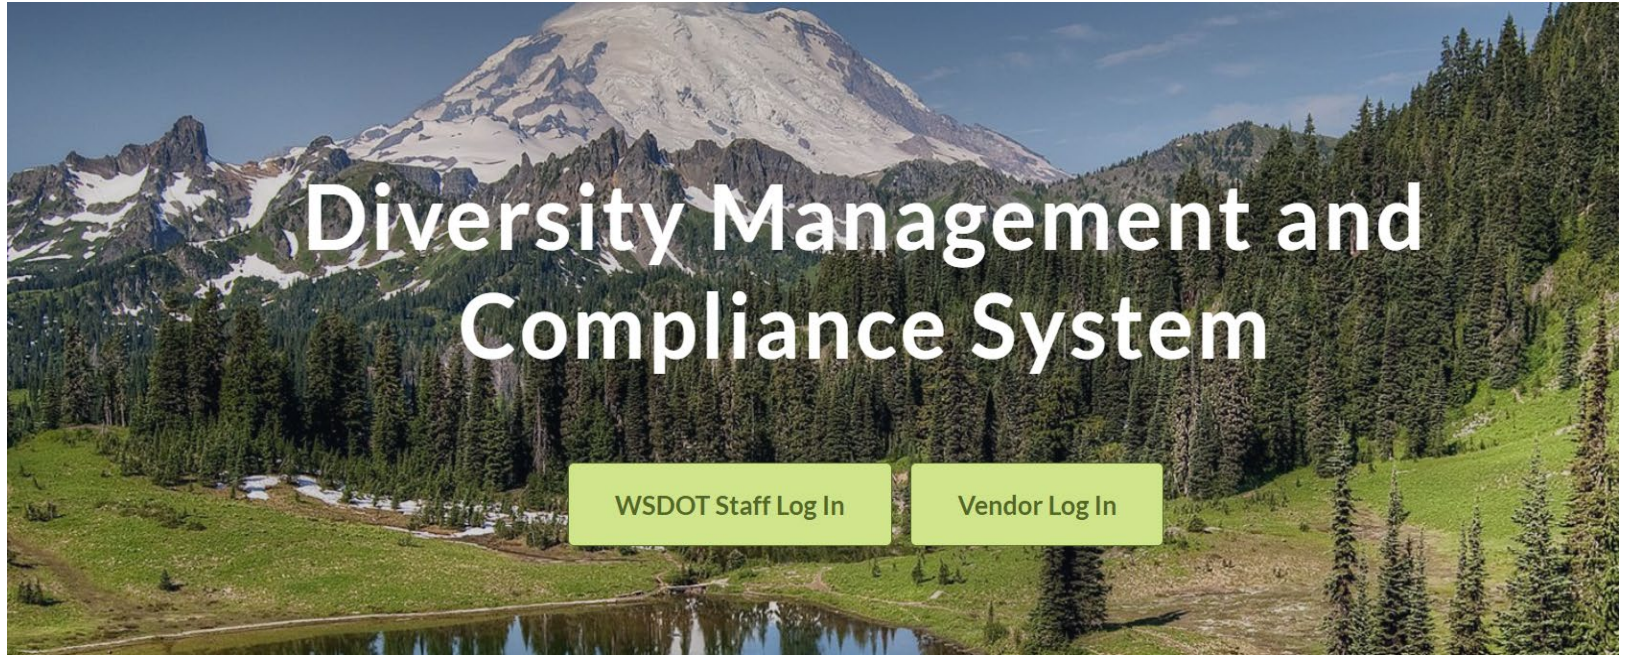 Diversity Management and
Compliance System
WSDOT Staff Log In
Vendor Log In